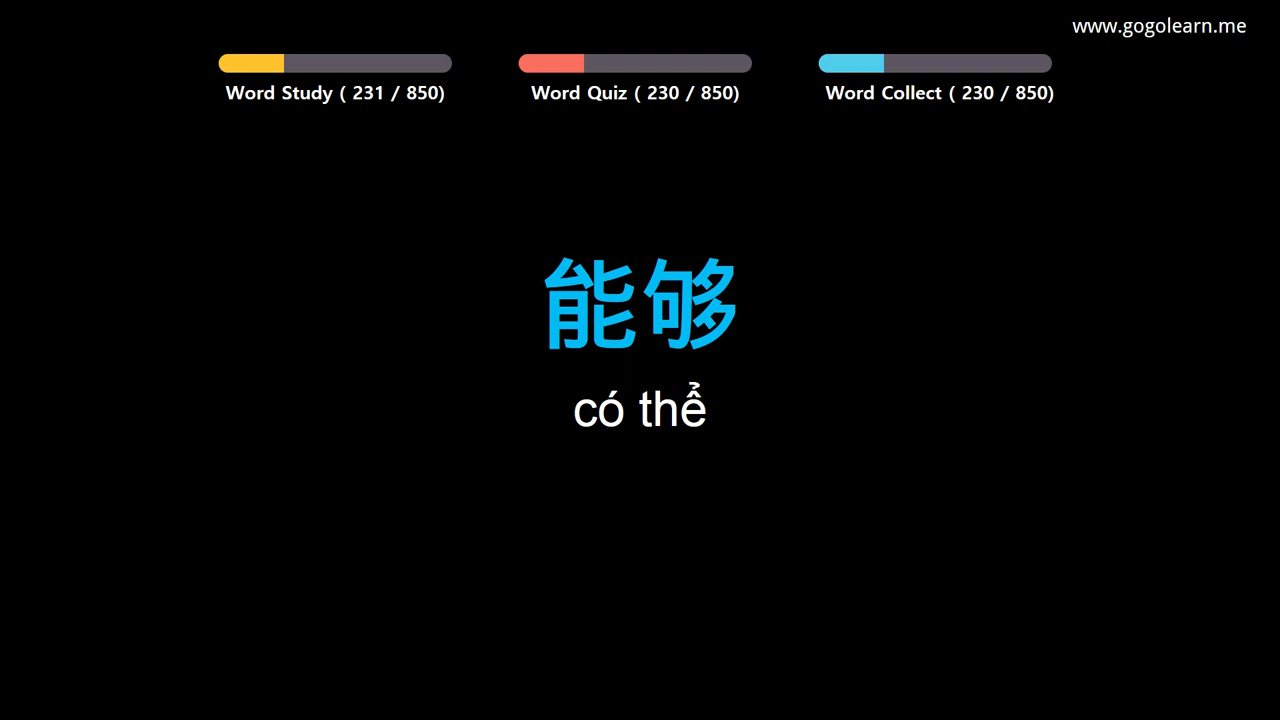 www.gogolearn.me
Word Study ( 231 / 850)
Word Quiz ( 230 / 850)
Word Collect ( 230 / 850)
能够
có thể